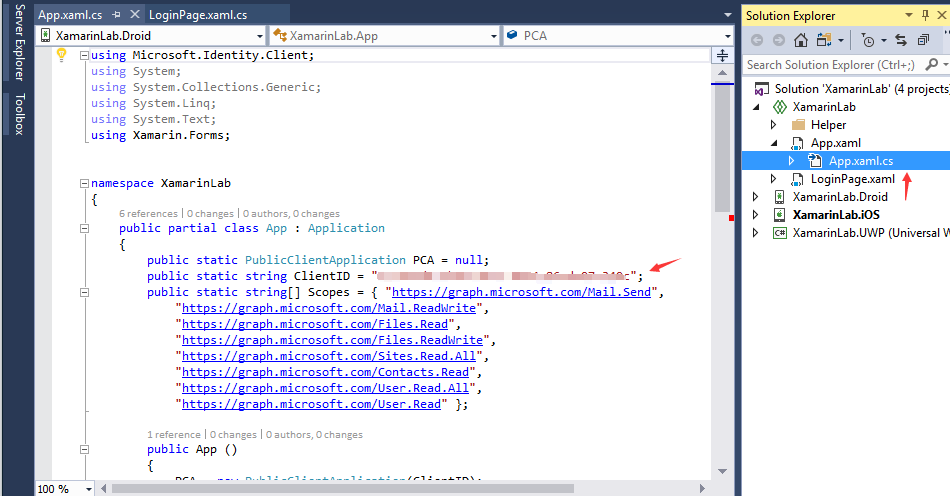 Server Explorer
Toolbox
App.xaml.cs
LoginPage.xaml.cs
XamarinLab.Droid
XamarinLab.App
PCA
using Microsoft.Identity.Client;
using System;
using System.Collections.Generic;
using System.Linq;
using System.Text;
using Xamarin.Forms;
namespace XamarinLab
{
6 references | 0 changes | 0 authors, 0 changes
public partial class App : Application
{
public static PublicClientApplication PCA = null;
public static string ClientID = "";
public static string[] Scopes = { "https://graph.microsoft.com/Mail.Send",
"https://graph.microsoft.com/Mail.ReadWrite",
"https://graph.microsoft.com/Files.Read",
"https://graph.microsoft.com/Files.ReadWrite",
"https://graph.microsoft.com/Sites.Read.All",
"https://graph.microsoft.com/Contacts.Read",
"https://graph.microsoft.com/User.Read.All",
"https://graph.microsoft.com/User.Read" };
1 reference | 0 changes | 0 authors, 0 changes
public App ()
{
PCA = new PublicClientApplication(ClientID);
100 %
Solution Explorer
Search Solution Explorer (Ctrl+;)
Solution 'XamarinLab' (4 projects)
XamarinLab
Helper
App.xaml
App.xaml.cs
LoginPage.xaml
XamarinLab.Droid
XamarinLab.iOS
XamarinLab.UWP (Universal W